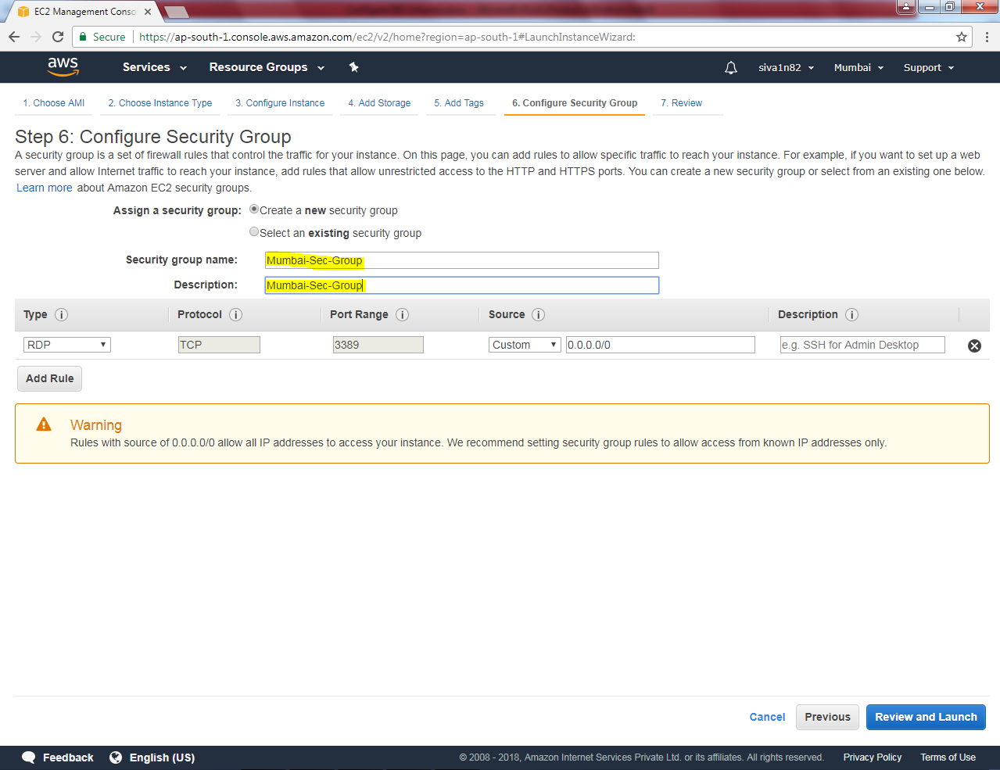 EC2 Management Conso
Secure https://ap-south-1.console.aws.amazon.com/ec2/v2/home?region=ap-south-1#LaunchInstanceWizard:
aws Services Resource Groups siva1n82 Mumbai Support
1. Choose AMI 2. Choose Instance Type 3. Configure Instance 4. Add Storage 5. Add Tags 6. Configure Security Group 7. Review
Step 6: Configure Security Group
A security group is a set of firewall rules that control the traffic for your instance. On this page, you can add rules to allow specific traffic to reach your instance. For example, if you want to set up a web
server and allow Internet traffic to reach your instance, add rules that allow unrestricted access to the HTTP and HTTPS ports. You can create a new security group or select from an existing one below.
Learn more about Amazon EC2 security groups.
Assign a security group: Create a new security group
Select an existing security group
Security group name: Mumbai-Sec-Group
Description: Mumbai-Sec-Group
Type i Protocol i Port Range i Source i Description i
RDP TCP 3389 Custom 0.0.0.0/0 e.g. SSH for Admin Desktop
Add Rule
Warning
Rules with source of 0.0.0.0/0 allow all IP addresses to access your instance. We recommend setting security group rules to allow access from known IP addresses only.
Cancel Previous Review and Launch
Feedback English (US) © 2008 - 2018, Amazon Internet Services Private Ltd. or its affiliates. All rights reserved. Privacy Policy Terms of Use